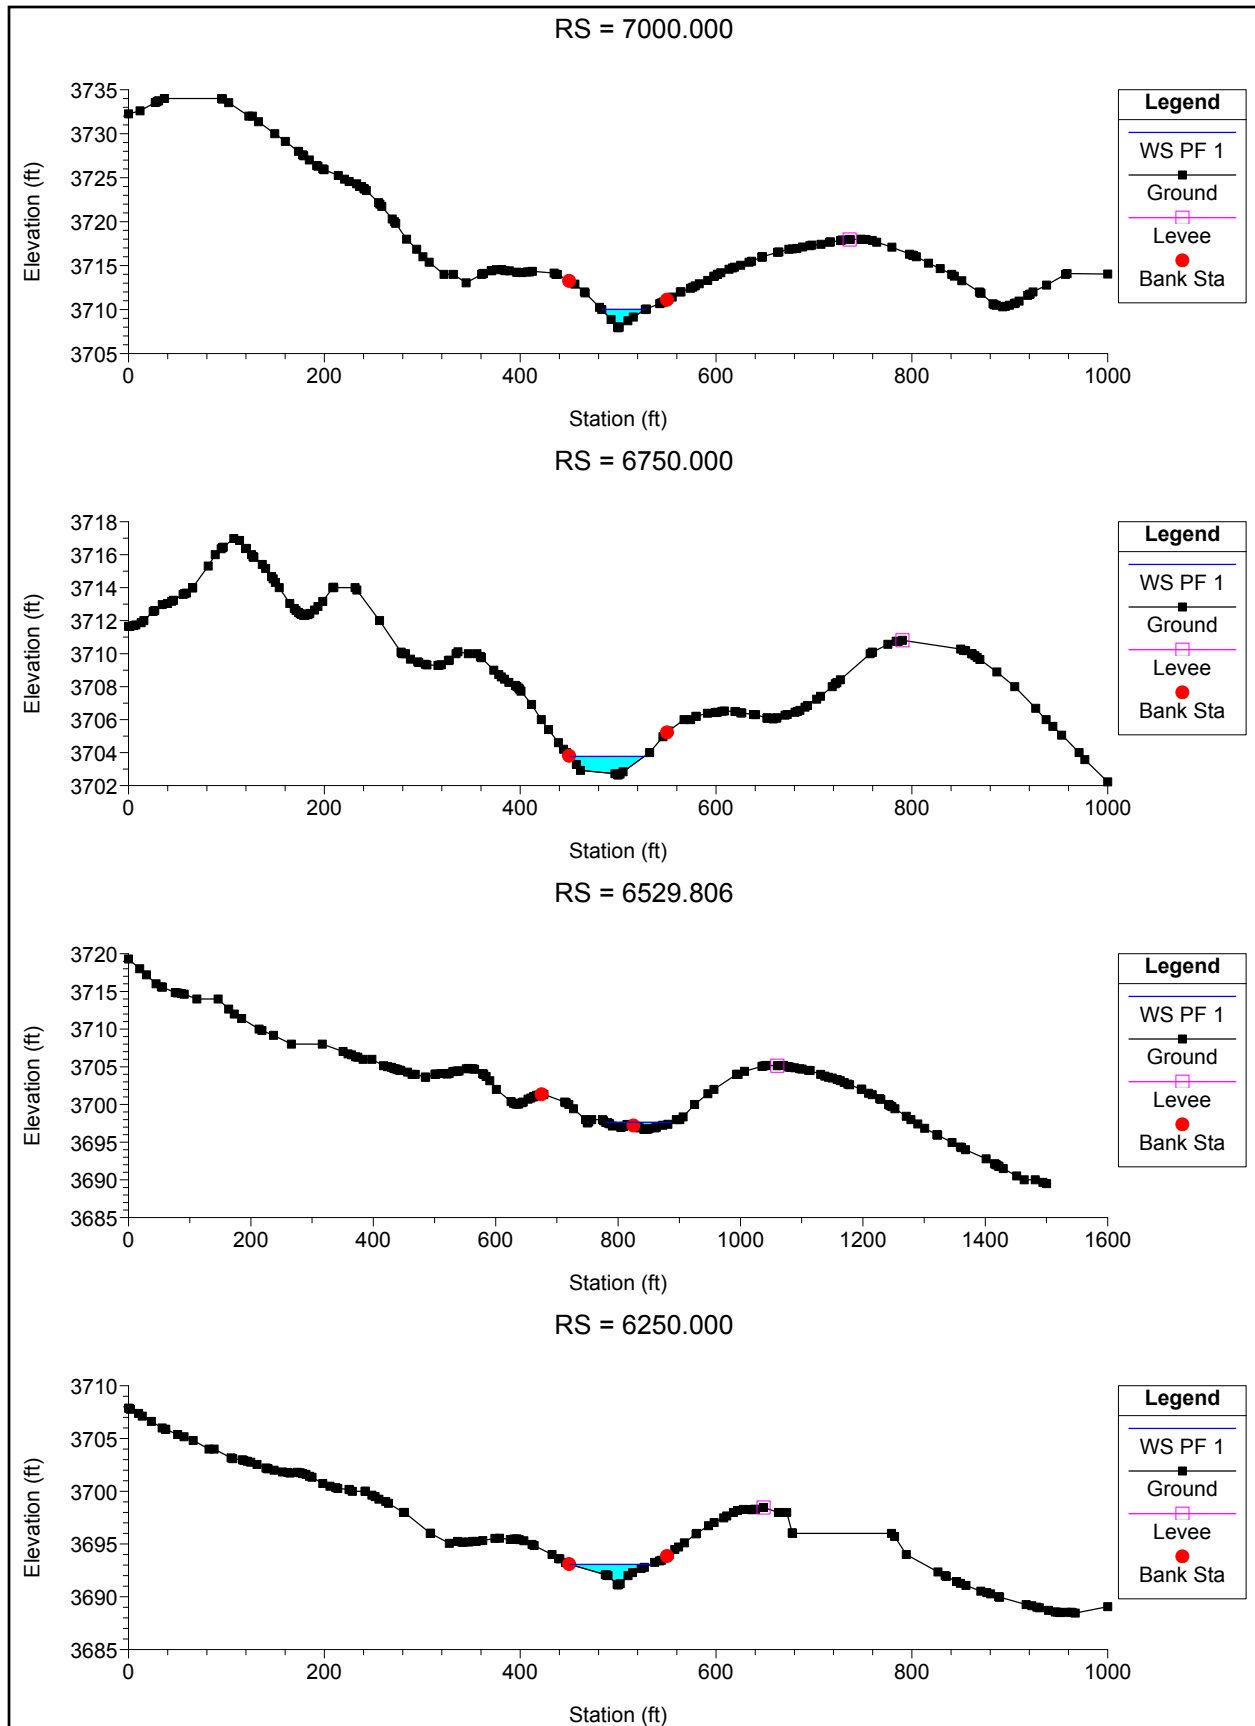 RS = 7000.000
Elevation (ft)
3735
3730
3725
3720
3715
3710
3705
0 200 400 600 800 1000
Station (ft)
Legend
WS PF 1
Ground
Levee
Bank Sta
RS = 6750.000
Elevation (ft)
3718
3716
3714
3712
3710
3708
3706
3704
3702
0 200 400 600 800 1000
Station (ft)
Legend
WS PF 1
Ground
Levee
Bank Sta
RS = 6529.806
Elevation (ft)
3720
3715
3710
3705
3700
3695
3690
3685
0 200 400 600 800 1000 1200 1400 1600
Station (ft)
Legend
WS PF 1
Ground
Levee
Bank Sta
RS = 6250.000
Elevation (ft)
3710
3705
3700
3695
3690
3685
0 200 400 600 800 1000
Station (ft)
Legend
WS PF 1
Ground
Levee
Bank Sta